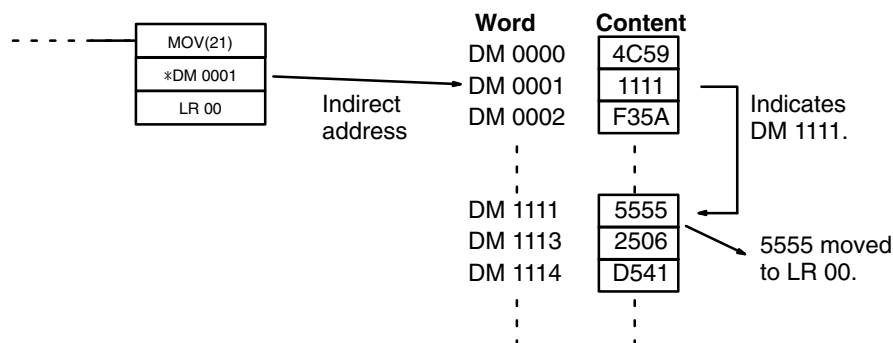 MOV(21)
*DM 0001
LR 00
Indirect
address
Word Content
DM 0000 4C59
DM 0001 1111
DM 0002 F35A
Indicates
DM 1111.
DM 1111 5555
DM 1113 2506
DM 1114 D541
5555 moved
to LR 00.